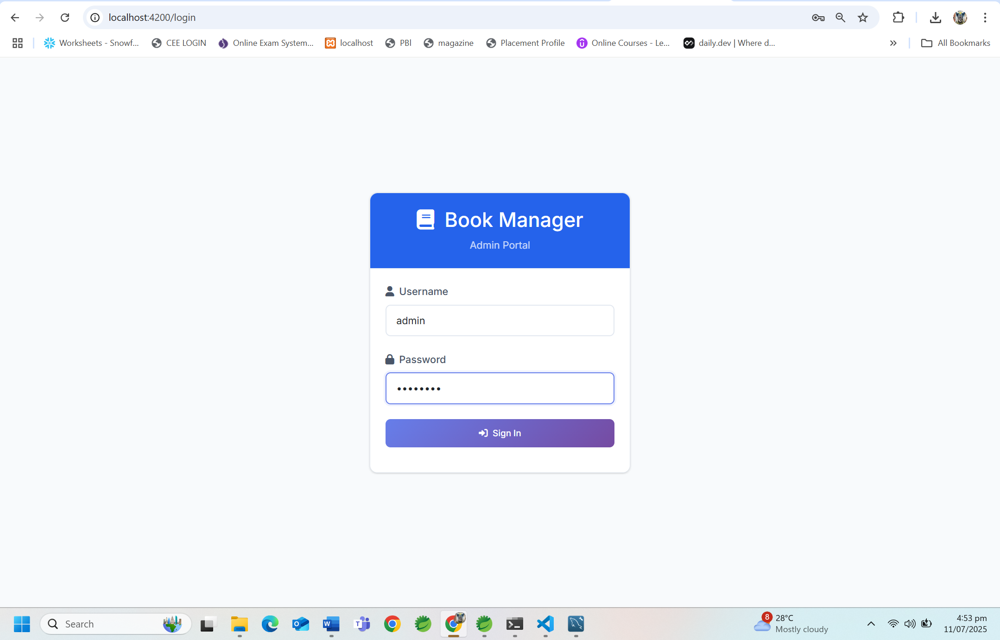 localhost:4200/login
Worksheets - Snowf...
CEE LOGIN
Online Exam System...
localhost
PBI
magazine
Placement Profile
Online Courses - Le...
daily.dev | Where d...
All Bookmarks
Book Manager
Admin Portal
Username
admin
Password
••••••••
Sign In
Search
8
28°C
Mostly cloudy
4:53 pm
11/07/2025